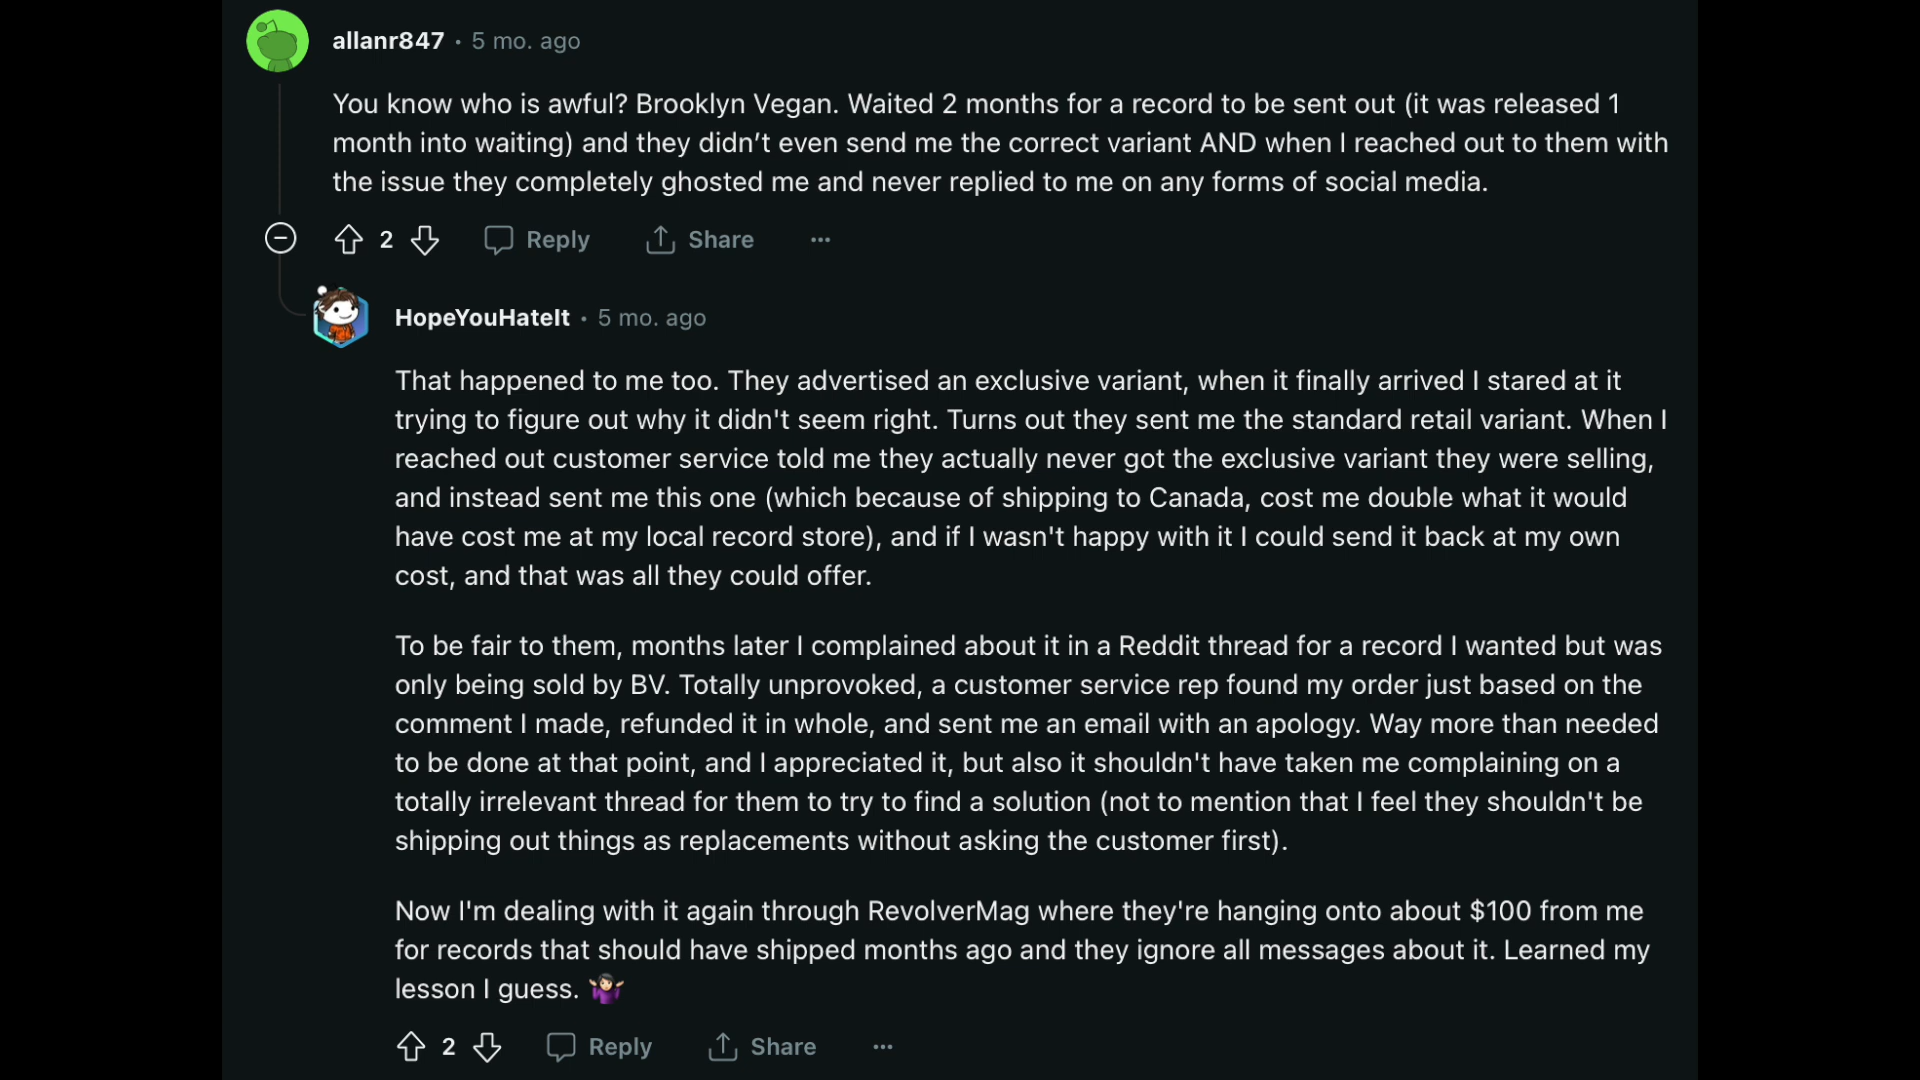 allanr847 • 5 mo. ago
You know who is awful? Brooklyn Vegan. Waited 2 months for a record to be sent out (it was released 1
month into waiting) and they didn’t even send me the correct variant AND when I reached out to them with
the issue they completely ghosted me and never replied to me on any forms of social media.
2 Reply Share ···
HopeYouHateIt • 5 mo. ago
That happened to me too. They advertised an exclusive variant, when it finally arrived I stared at it
trying to figure out why it didn't seem right. Turns out they sent me the standard retail variant. When I
reached out customer service told me they actually never got the exclusive variant they were selling,
and instead sent me this one (which because of shipping to Canada, cost me double what it would
have cost me at my local record store), and if I wasn't happy with it I could send it back at my own
cost, and that was all they could offer.
To be fair to them, months later I complained about it in a Reddit thread for a record I wanted but was
only being sold by BV. Totally unprovoked, a customer service rep found my order just based on the
comment I made, refunded it in whole, and sent me an email with an apology. Way more than needed
to be done at that point, and I appreciated it, but also it shouldn't have taken me complaining on a
totally irrelevant thread for them to try to find a solution (not to mention that I feel they shouldn't be
shipping out things as replacements without asking the customer first).
Now I'm dealing with it again through RevolverMag where they're hanging onto about $100 from me
for records that should have shipped months ago and they ignore all messages about it. Learned my
lesson I guess. 🤷🏻‍♀️
2 Reply Share ···